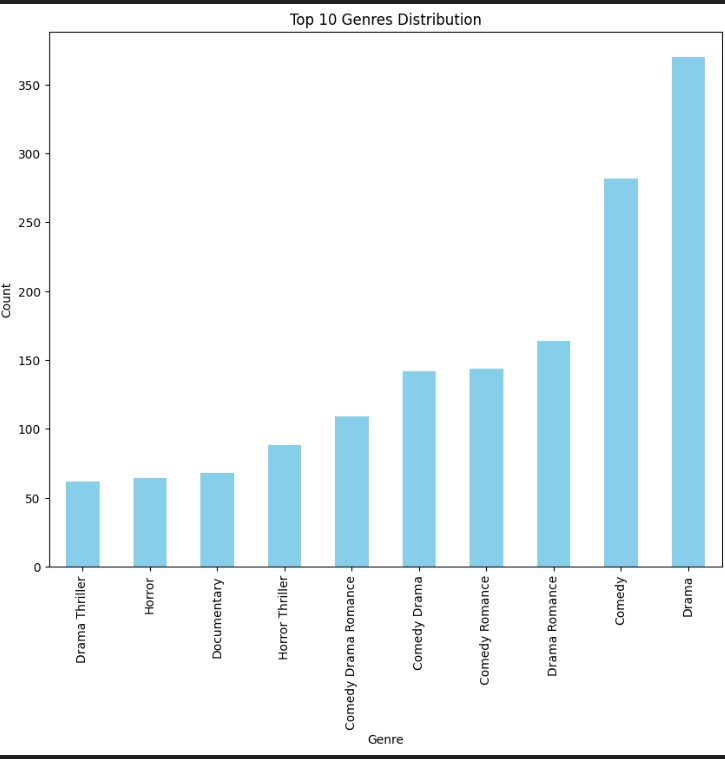 Top 10 Genres Distribution
Count
350
300
250
200
150
100
50
0
Drama Thriller
Horror
Documentary
Horror Thriller
Comedy Drama Romance
Comedy Drama
Comedy Romance
Drama Romance
Comedy
Drama
Genre